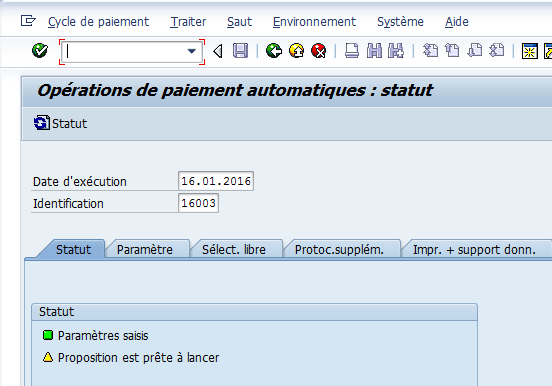 Cycle de paiement Traiter Saut Environnement Système Aide
Opérations de paiement automatiques : statut
Statut
Date d'exécution 16.01.2016
Identification 16003
Statut Paramètre Sélect. libre Protoc.supplém. Impr. + support donn.
Statut
Paramètres saisis
Proposition est prête à lancer